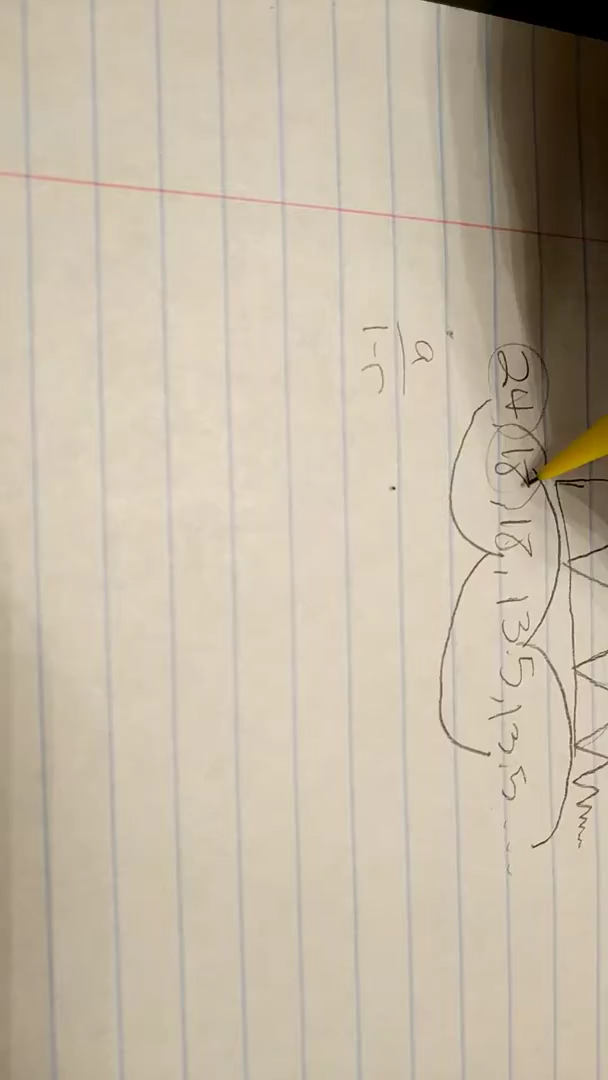 24, 18, 18, 13.5, 13.5 ....
a
1-r